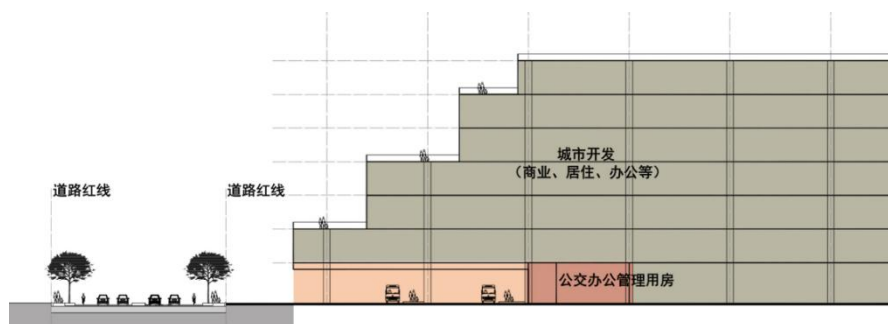 城市开发
（商业、居住、办公等）
道路红线
道路红线
公交办公管理用房